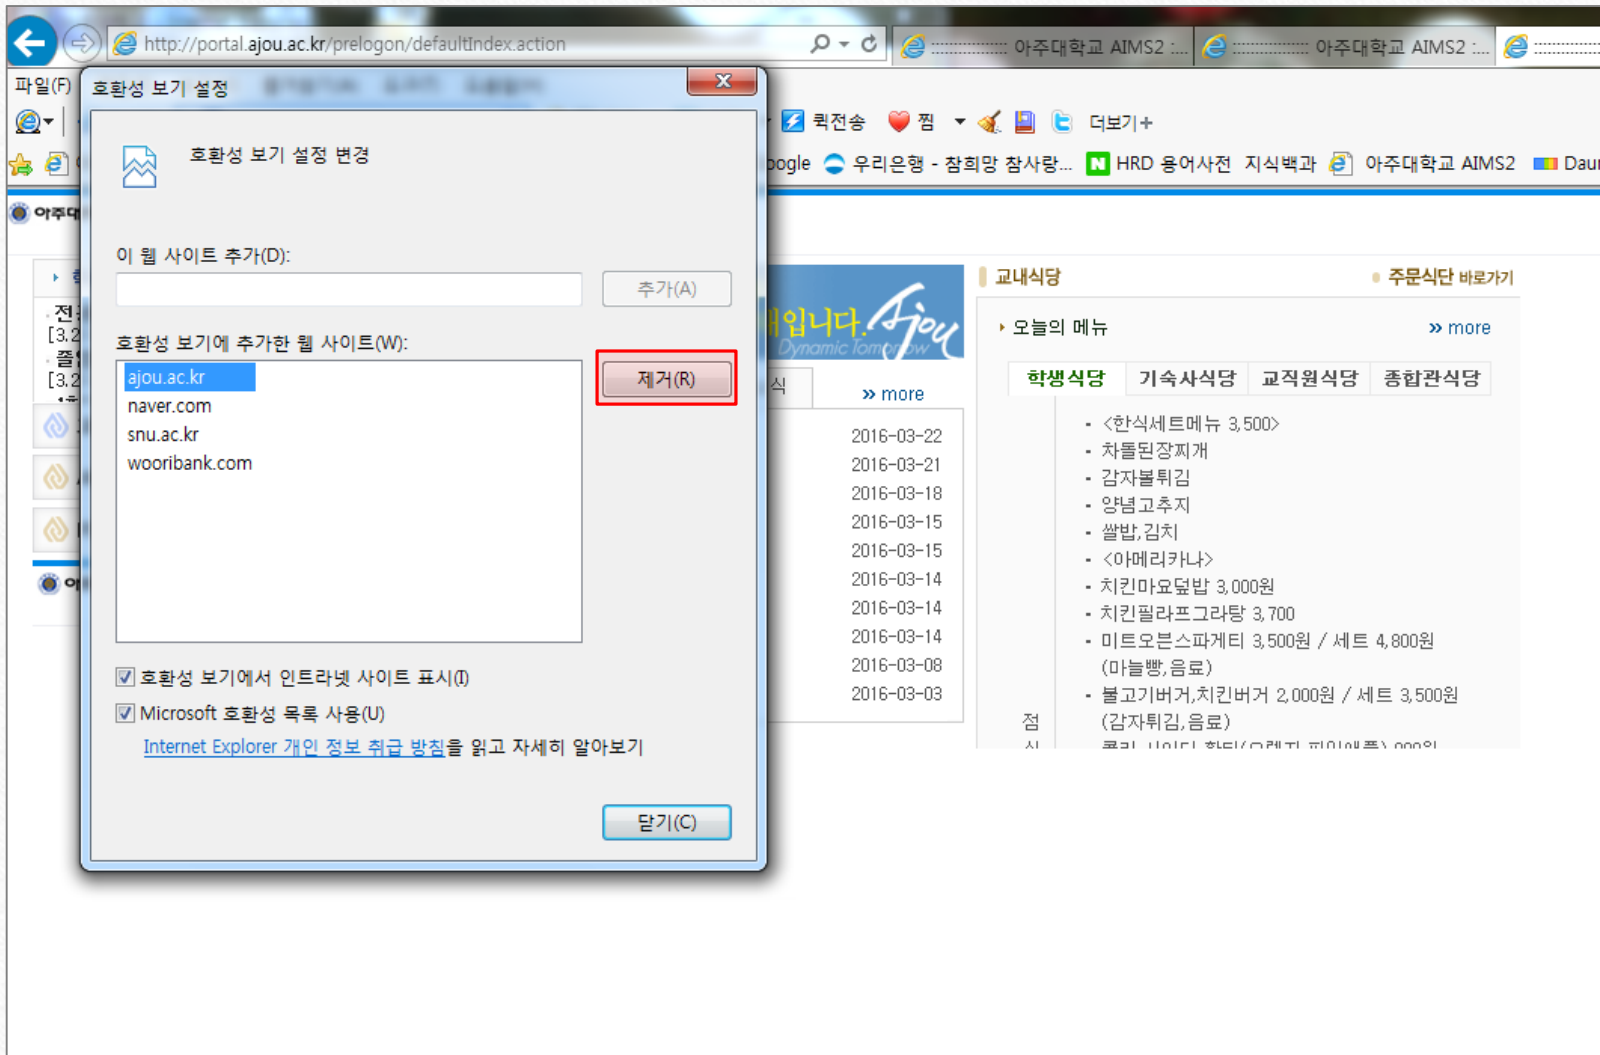 http://portal.ajou.ac.kr/prelogon/defaultIndex.action
아주대학교 AIMS2 :...
아주대학교 AIMS2 :...
파일(F)
호환성 보기 설정
퀵전송 찜 더보기+
호환성 보기 설정 변경
우리은행 - 참희망 참사랑...
HRD 용어사전 지식백과
아주대학교 AIMS2
이 웹 사이트 추가(D):
추가(A)
호환성 보기에 추가한 웹 사이트(W):
ajou.ac.kr
naver.com
snu.ac.kr
wooribank.com
제거(R)
호환성 보기에서 인트라넷 사이트 표시(I)
Microsoft 호환성 목록 사용(U)
Internet Explorer 개인 정보 취급 방침을 읽고 자세히 알아보기
닫기(C)
[3.2
[3.2
입니다. Ajou
Dynamic Tomorrow
식
» more
2016-03-22
2016-03-21
2016-03-18
2016-03-15
2016-03-15
2016-03-14
2016-03-14
2016-03-14
2016-03-08
2016-03-03
교내식당
주문식단 바로가기
오늘의 메뉴
» more
학생식당 기숙사식당 교직원식당 종합관식당
- <한식세트메뉴 3,500>
- 차돌된장찌개
- 감자볼튀김
- 양념고추지
- 쌀밥,김치
- <아메리카나>
- 치킨마요덮밥 3,000원
- 치킨필라프그라탕 3,700
- 미트오븐스파게티 3,500원 / 세트 4,800원
(마늘빵,음료)
- 불고기버거,치킨버거 2,000원 / 세트 3,500원
점 (감자튀김,음료)